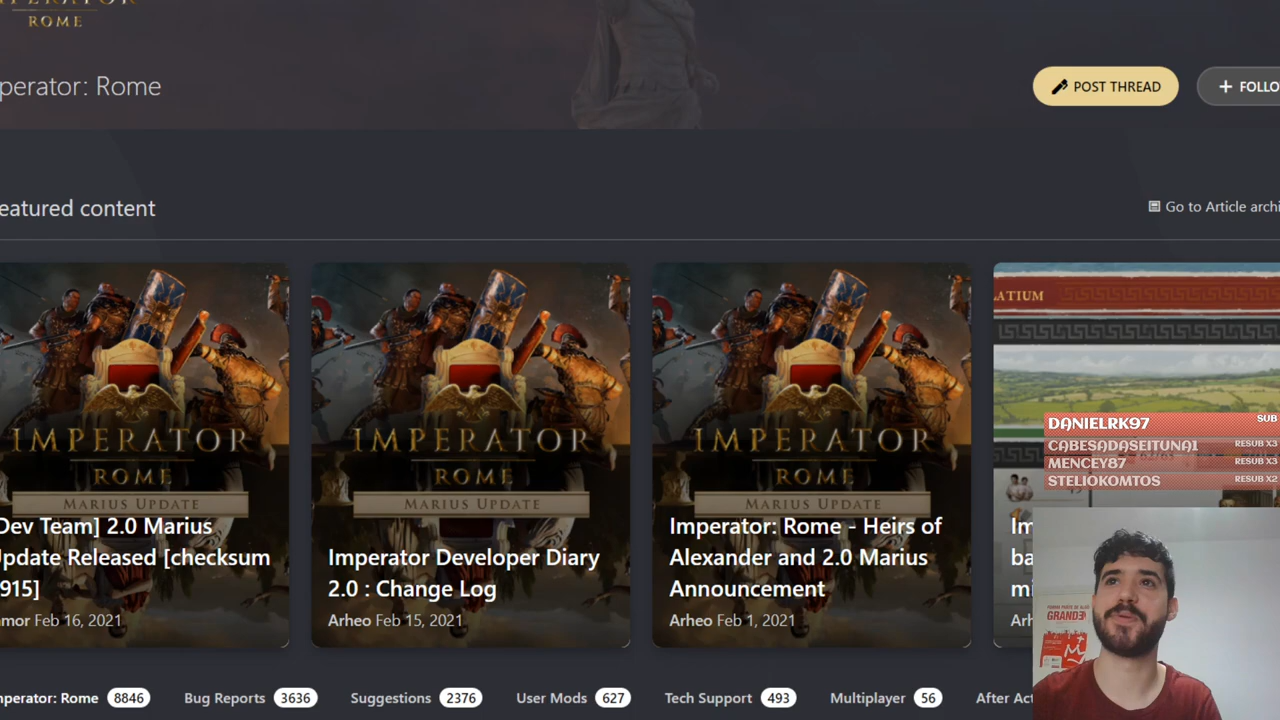 ROME
perator: Rome
POST THREAD
+ FOLLO
eatured content
Go to Article archi
IMPERATOR
ROME
MARIUS UPDATE
Dev Team] 2.0 Marius
pdate Released [checksum
915]
mor Feb 16, 2021
IMPERATOR
ROME
MARIUS UPDATE
Imperator Developer Diary
2.0 : Change Log
Arheo Feb 15, 2021
IMPERATOR
ROME
MARIUS UPDATE
Imperator: Rome - Heirs of
Alexander and 2.0 Marius
Announcement
Arheo Feb 1, 2021
LATIUM
Im
ba
mi
Arh
DANIELRK97 SUB
CABESADASEITUNA1 RESUB X3
MENCEY87 RESUB X3
STELIOKOMTOS RESUB X2
GRANDE
mperator: Rome 8846 Bug Reports 3636 Suggestions 2376 User Mods 627 Tech Support 493 Multiplayer 56 After Act